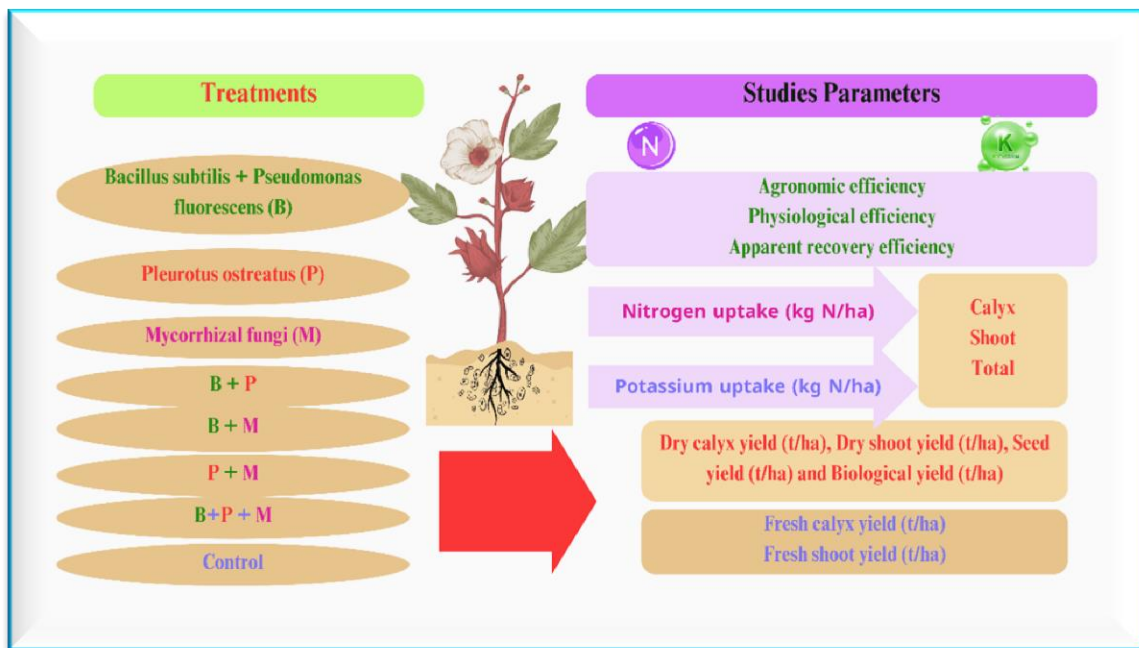 Treatments
Bacillus subtilis + Pseudomonas
fluorescens (B)
Pleurotus ostreatus (P)
Mycorrhizal fungi (M)
B + P
B + M
P + M
B+P + M
Control
Studies Parameters
N
K
Agronomic efficiency
Physiological efficiency
Apparent recovery efficiency
Nitrogen uptake (kg N/ha)
Potassium uptake (kg N/ha)
Calyx
Shoot
Total
Dry calyx yield (t/ha), Dry shoot yield (t/ha), Seed
yield (t/ha) and Biological yield (t/ha)
Fresh calyx yield (t/ha)
Fresh shoot yield (t/ha)